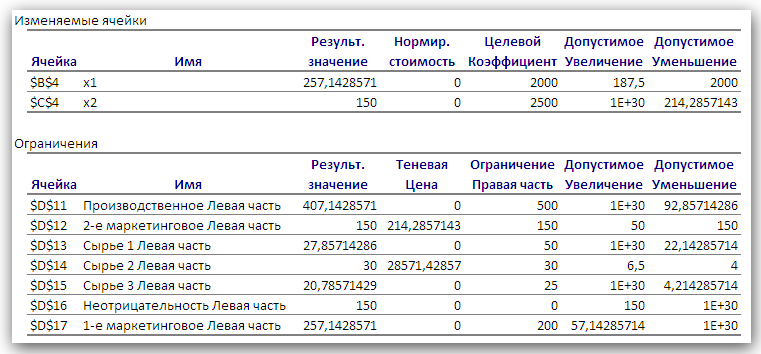 Изменяемые ячейки
Результ. Нормир. Целевой Допустимое Допустимое
Ячейка Имя значение стоимость Коэффициент Увеличение Уменьшение
$B$4 x1 257,1428571 0 2000 187,5 2000
$C$4 x2 150 0 2500 1E+30 214,2857143
Ограничения
Результ. Теневая Ограничение Допустимое Допустимое
Ячейка Имя значение Цена Правая часть Увеличение Уменьшение
$D$11 Производственное Левая часть 407,1428571 0 500 1E+30 92,85714286
$D$12 2-е маркетинговое Левая часть 150 214,2857143 150 50 150
$D$13 Сырье 1 Левая часть 27,85714286 0 50 1E+30 22,14285714
$D$14 Сырье 2 Левая часть 30 28571,42857 30 6,5 4
$D$15 Сырье 3 Левая часть 20,78571429 0 25 1E+30 4,214285714
$D$16 Неотрицательность Левая часть 150 0 0 150 1E+30
$D$17 1-е маркетинговое Левая часть 257,1428571 0 200 57,14285714 1E+30